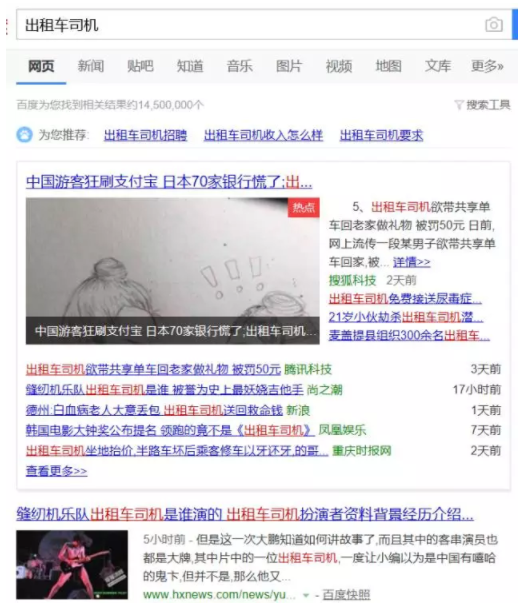 出租车司机
网页 新闻 贴吧 知道 音乐 图片 视频 地图 文库 更多»
百度为您找到相关结果约14,500,000个 搜索工具
为您推荐: 出租车司机招聘 出租车司机收入怎么样 出租车司机要求
中国游客狂刷支付宝 日本70家银行慌了;出...
热点
中国游客狂刷支付宝 日本70家银行慌了;出租车司机...
5、出租车司机欲带共享单
车回老家做礼物 被罚50元 日前,
网上流传一段某男子欲带共享单
车回家,被... 详情>>
搜狐科技 2天前
出租车司机免费接送尿毒症...
21岁小伙劫杀出租车司机潜...
麦盖提县组织300余名出租车...
出租车司机欲带共享单车回老家做礼物 被罚50元 腾讯科技 3天前
缝纫机乐队出租车司机是谁 被誉为史上最妖娆吉他手 尚之潮 17小时前
德州:白血病老人大意丢包 出租车司机送回救命钱 新浪 1天前
韩国电影大钟奖公布提名 领跑的竟不是《出租车司机》 凤凰娱乐 7天前
出租车司机坐地抬价,半路车坏后乘客修车以牙还牙,的哥... 重庆时报网 2天前
查看更多>>
缝纫机乐队出租车司机是谁演的 出租车司机扮演者资料背景经历介绍...
5小时前 - 但是这一次大鹏知道如何讲故事了,而且其中的客串演员也
都是大牌,其中片中的一位出租车司机,一度让小编以为是中国有嘻哈
的鬼卞,但并不是,那么他又...
www.hxnews.com/news/yu... - 百度快照